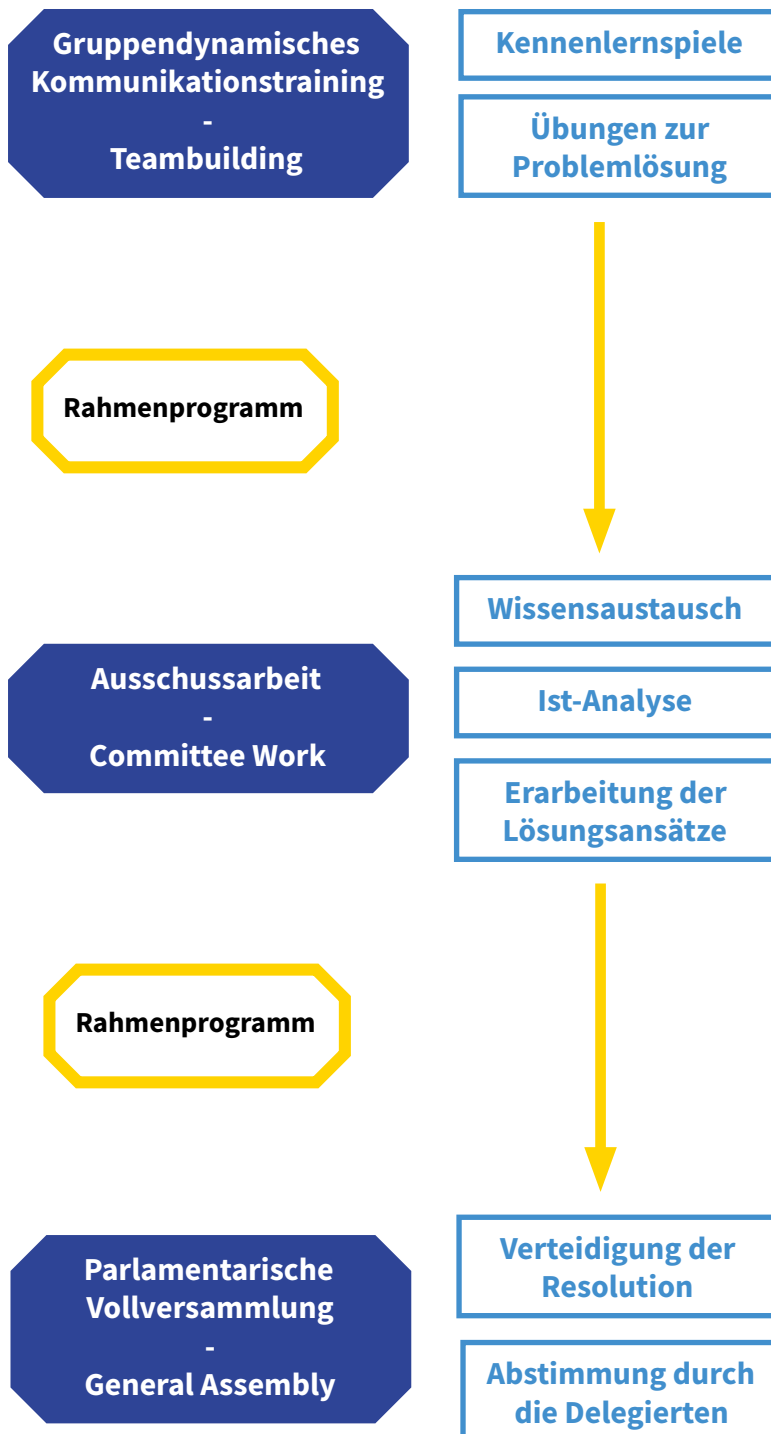 Gruppendynamisches
Kommunikationstraining
-
Teambuilding
Kennenlernspiele
Übungen zur
Problemlösung
Rahmenprogramm
Ausschussarbeit
-
Committee Work
Wissensaustausch
Ist-Analyse
Erarbeitung der
Lösungsansätze
Rahmenprogramm
Parlamentarische
Vollversammlung
-
General Assembly
Verteidigung der
Resolution
Abstimmung durch
die Delegierten